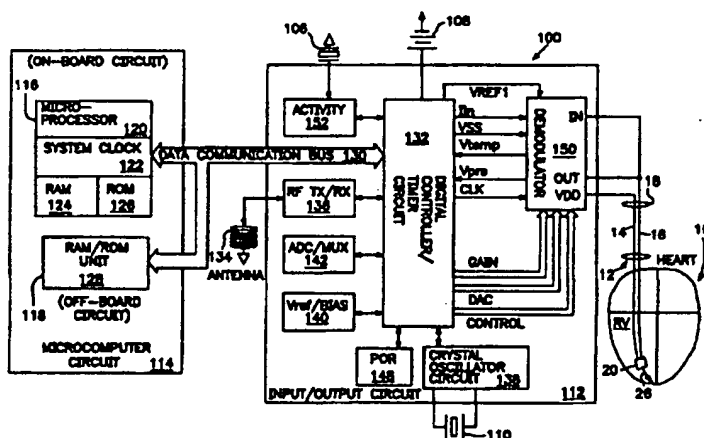 (ON-BOARD CIRCUIT)
116
MICRO-
PROCESSOR
120
SYSTEM CLOCK
122
RAM
124
ROM
126
DATA COMMUNICATION BUS 130
RAM/ROM
UNIT
128
118
(OFF-BOARD
CIRCUIT)
MICROCOMPUTER
CIRCUIT
114
106
108
100
ACTIVITY
152
RF TX/RX
136
134
ANTENNA
ADC/MUX
142
Vref/BIAS
140
POR
148
CRYSTAL
OSCILLATOR
CIRCUIT
138
INPUT/OUTPUT CIRCUIT
112
110
132
DIGITAL
CONTROLLER/
TIMER
CIRCUIT
VREF1
Iin
VSS
Vtemp
Vprs
CLK
GAIN
DAC
CONTROL
DEMODULATOR
150
IN
OUT
VDD
18
14
16
12
HEART
RV
20
26